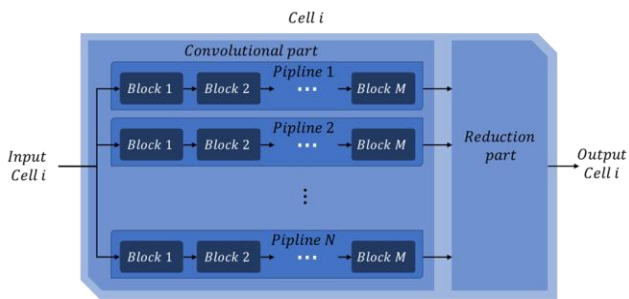 Cell i
Convolutional part
Pipline 1
Block 1 Block 2 ... Block M
Pipline 2
Block 1 Block 2 ... Block M
Input
Cell i
Reduction
part
Output
Cell i
⋮
Pipline N
Block 1 Block 2 ... Block M